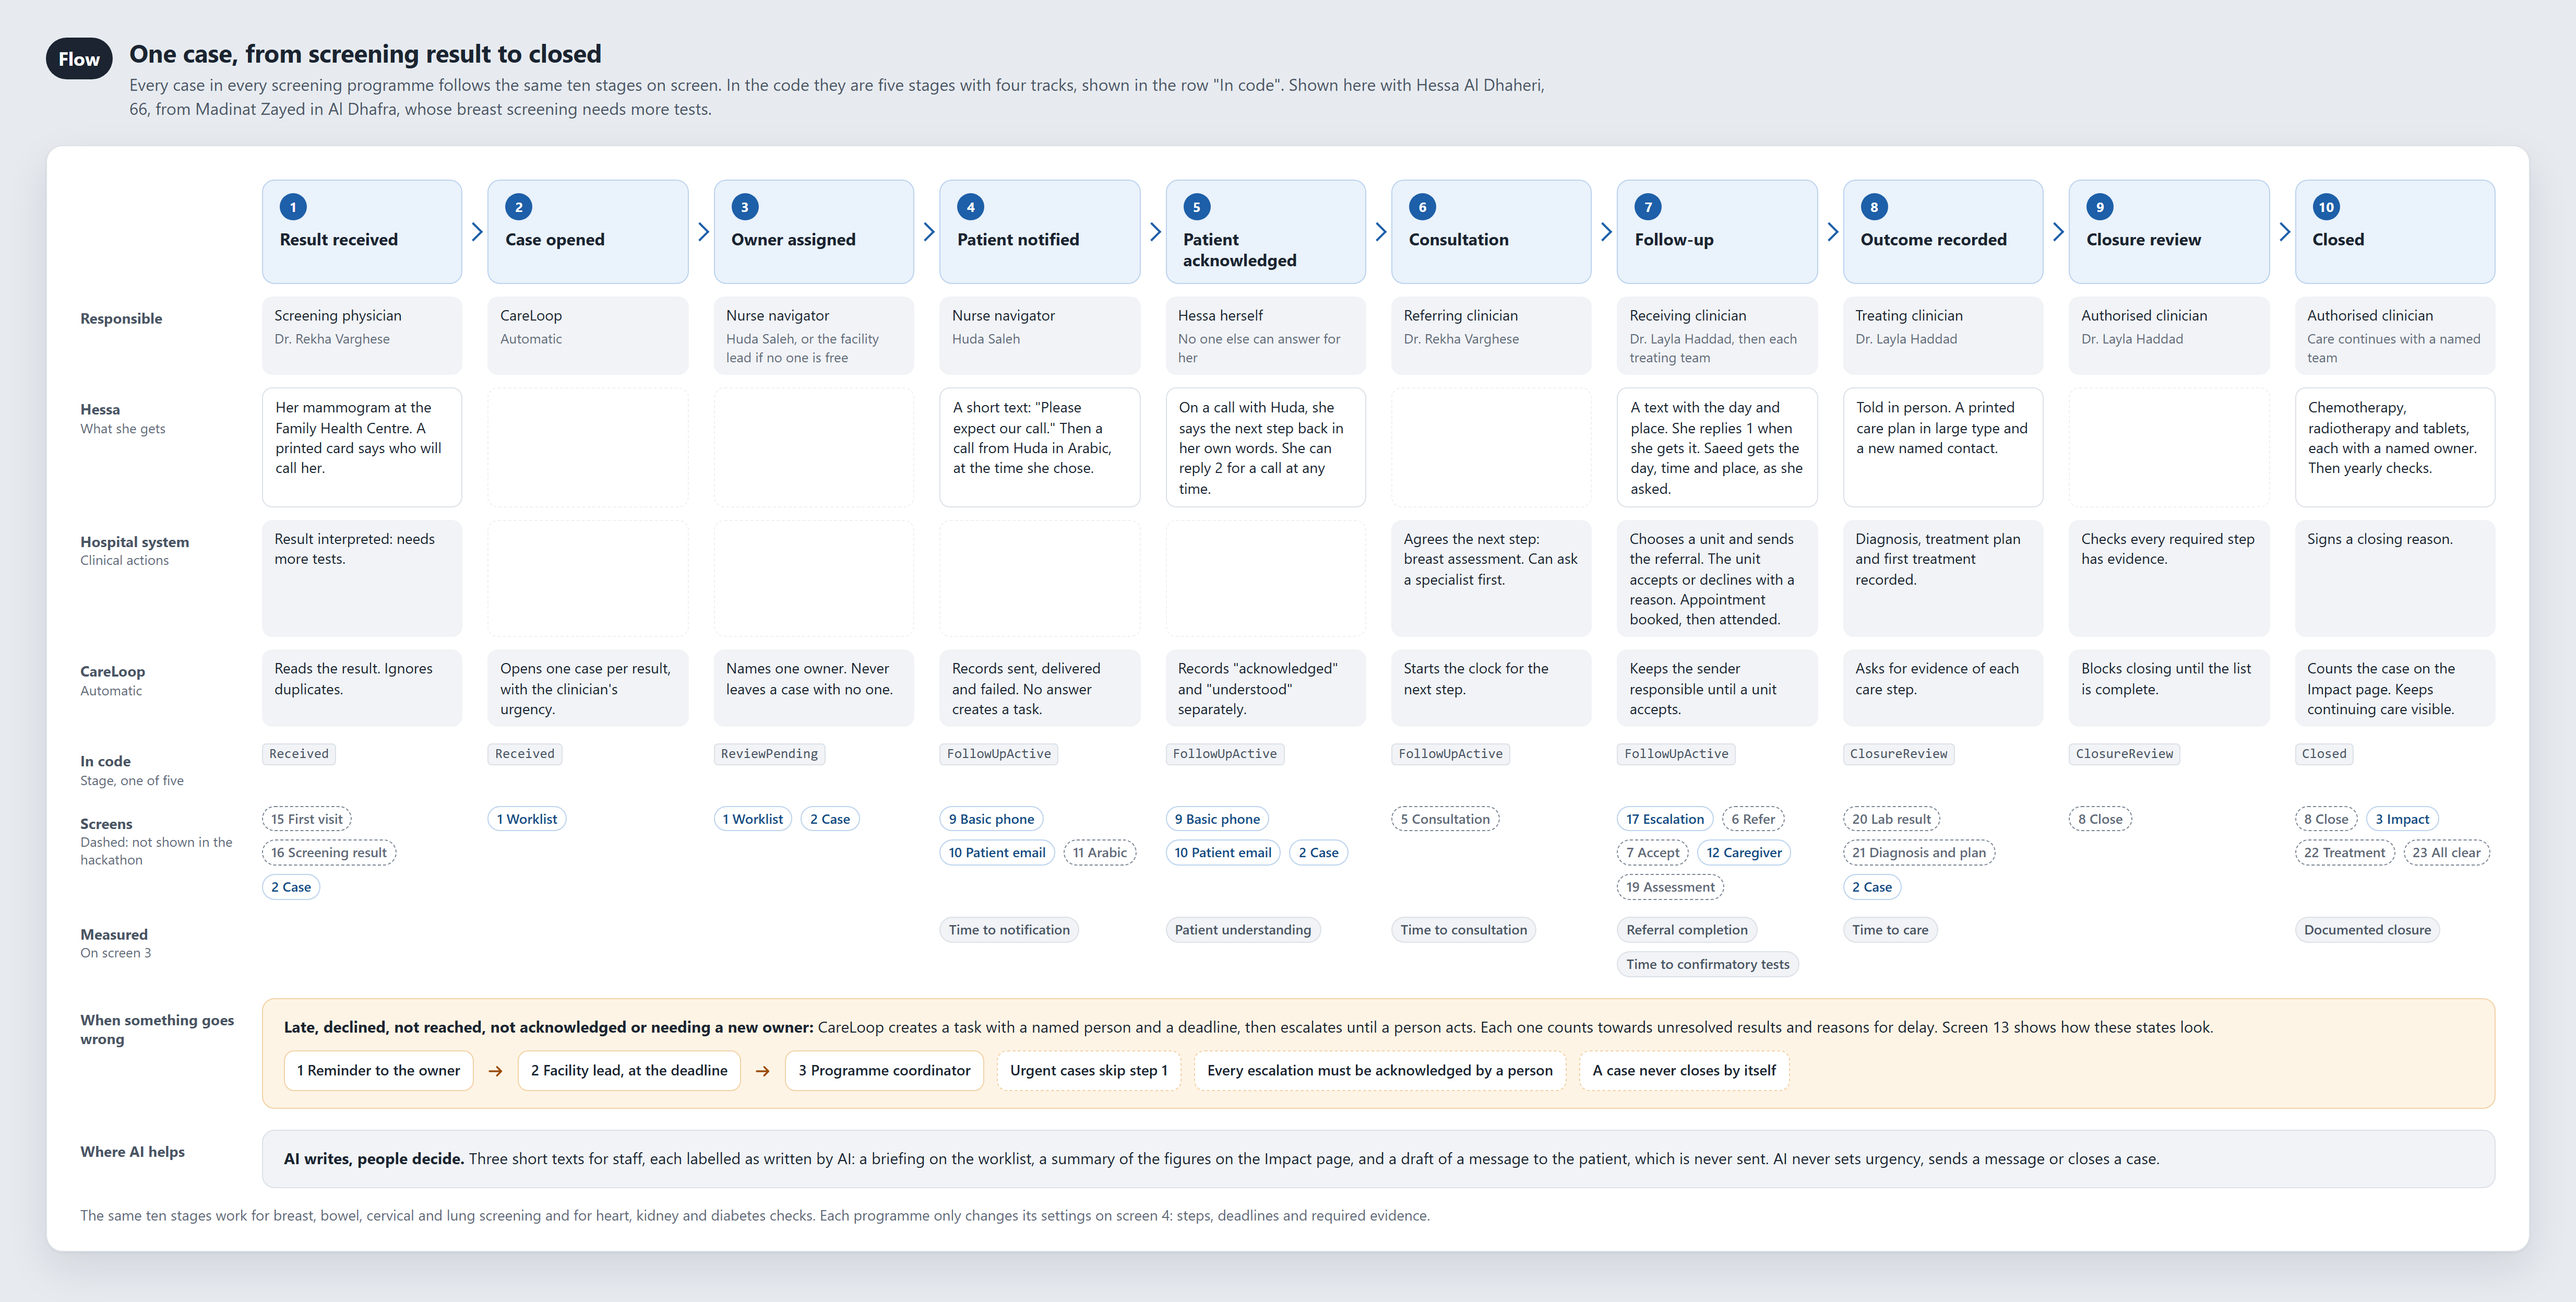 Flow
One case, from screening result to closed
Every case in every screening programme follows the same ten stages on screen. In the code they are five stages with four tracks, shown in the row "In code". Shown here with Hessa Al Dhaheri,
66, from Madinat Zayed in Al Dhafra, whose breast screening needs more tests.
1
Result received
2
Case opened
3
Owner assigned
4
Patient notified
5
Patient
acknowledged
6
Consultation
7
Follow-up
8
Outcome recorded
9
Closure review
10
Closed
Responsible
Screening physician
Dr. Rekha Varghese
CareLoop
Automatic
Nurse navigator
Huda Saleh, or the facility
lead if no one is free
Nurse navigator
Huda Saleh
Hessa herself
No one else can answer for
her
Referring clinician
Dr. Rekha Varghese
Receiving clinician
Dr. Layla Haddad, then each
treating team
Treating clinician
Dr. Layla Haddad
Authorised clinician
Dr. Layla Haddad
Authorised clinician
Care continues with a named
team
Hessa
What she gets
Her mammogram at the
Family Health Centre. A
printed card says who will
call her.
A short text: "Please
expect our call." Then a
call from Huda in Arabic,
at the time she chose.
On a call with Huda, she
says the next step back in
her own words. She can
reply 2 for a call at any
time.
A text with the day and
place. She replies 1 when
she gets it. Saeed gets the
day, time and place, as she
asked.
Told in person. A printed
care plan in large type and
a new named contact.
Chemotherapy,
radiotherapy and tablets,
each with a named owner.
Then yearly checks.
Hospital system
Clinical actions
Result interpreted: needs
more tests.
Agrees the next step:
breast assessment. Can ask
a specialist first.
Chooses a unit and sends
the referral. The unit
accepts or declines with a
reason. Appointment
booked, then attended.
Diagnosis, treatment plan
and first treatment
recorded.
Checks every required step
has evidence.
Signs a closing reason.
CareLoop
Automatic
Reads the result. Ignores
duplicates.
Opens one case per result,
with the clinician's
urgency.
Names one owner. Never
leaves a case with no one.
Records sent, delivered
and failed. No answer
creates a task.
Records "acknowledged"
and "understood"
separately.
Starts the clock for the
next step.
Keeps the sender
responsible until a unit
accepts.
Asks for evidence of each
care step.
Blocks closing until the list
is complete.
Counts the case on the
Impact page. Keeps
continuing care visible.
In code
Stage, one of five
Received
Received
ReviewPending
FollowUpActive
FollowUpActive
FollowUpActive
FollowUpActive
ClosureReview
ClosureReview
Closed
Screens
Dashed: not shown in the
hackathon
15 First visit
16 Screening result
2 Case
1 Worklist
1 Worklist
2 Case
9 Basic phone
10 Patient email
11 Arabic
9 Basic phone
10 Patient email
2 Case
5 Consultation
17 Escalation
6 Refer
7 Accept
12 Caregiver
19 Assessment
20 Lab result
21 Diagnosis and plan
2 Case
8 Close
8 Close
3 Impact
22 Treatment
23 All clear
Measured
On screen 3
Time to notification
Patient understanding
Time to consultation
Referral completion
Time to confirmatory tests
Time to care
Documented closure
When something goes
wrong
Late, declined, not reached, not acknowledged or needing a new owner: CareLoop creates a task with a named person and a deadline, then escalates until a person acts. Each one counts towards unresolved results and reasons for delay. Screen 13 shows how these states look.
1 Reminder to the owner
→
2 Facility lead, at the deadline
→
3 Programme coordinator
Urgent cases skip step 1
Every escalation must be acknowledged by a person
A case never closes by itself
Where AI helps
AI writes, people decide. Three short texts for staff, each labelled as written by AI: a briefing on the worklist, a summary of the figures on the Impact page, and a draft of a message to the patient, which is never sent. AI never sets urgency, sends a message or closes a case.
The same ten stages work for breast, bowel, cervical and lung screening and for heart, kidney and diabetes checks. Each programme only changes its settings on screen 4: steps, deadlines and required evidence.